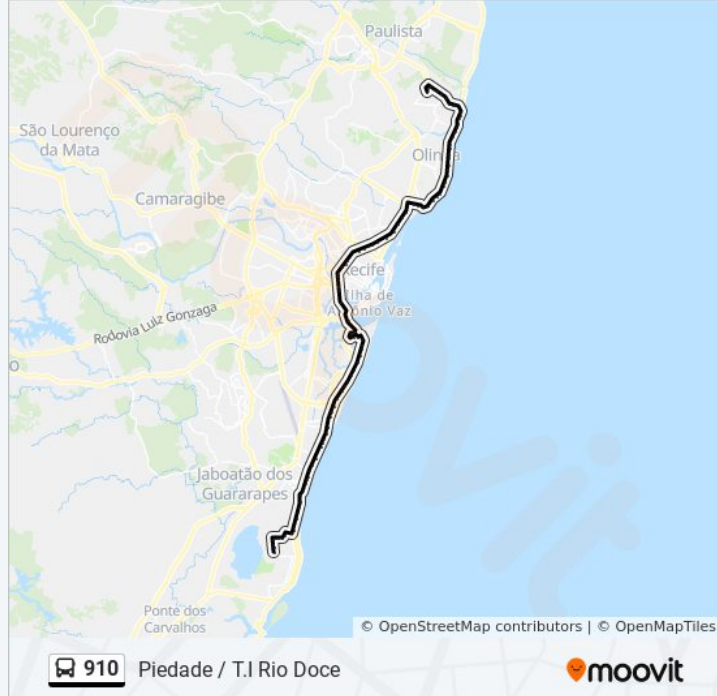 Paulista
São Lourenço
da Mata
Olinda
Camaragibe
Recife
Ilha de
Antônio Vaz
Rodovia Luiz Gonzaga
O
Jaboatão dos
Guararapes
Ponte dos
Carvalhos
moovit
© OpenStreetMap contributors | © OpenMapTiles
910 Piedade / T.I Rio Doce
moovit